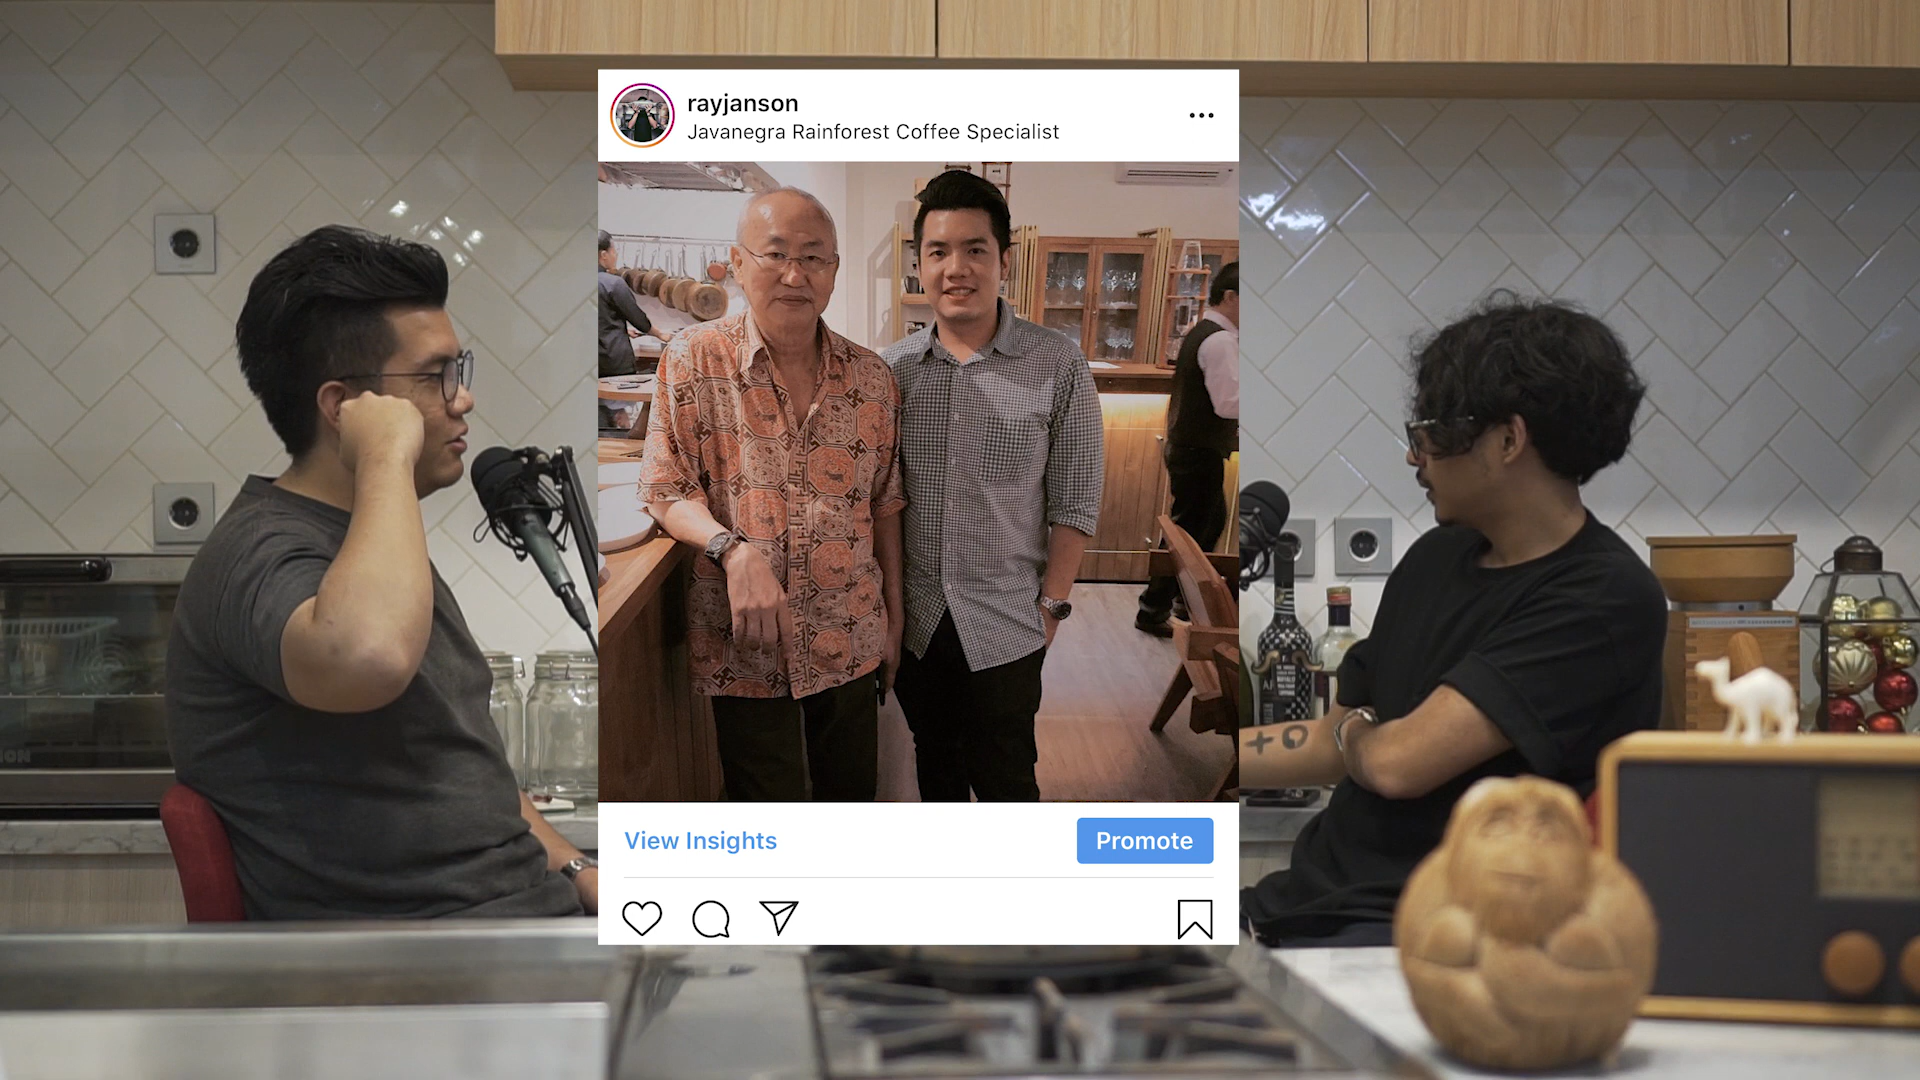 rayjanson
Javanegra Rainforest Coffee Specialist
View Insights
Promote